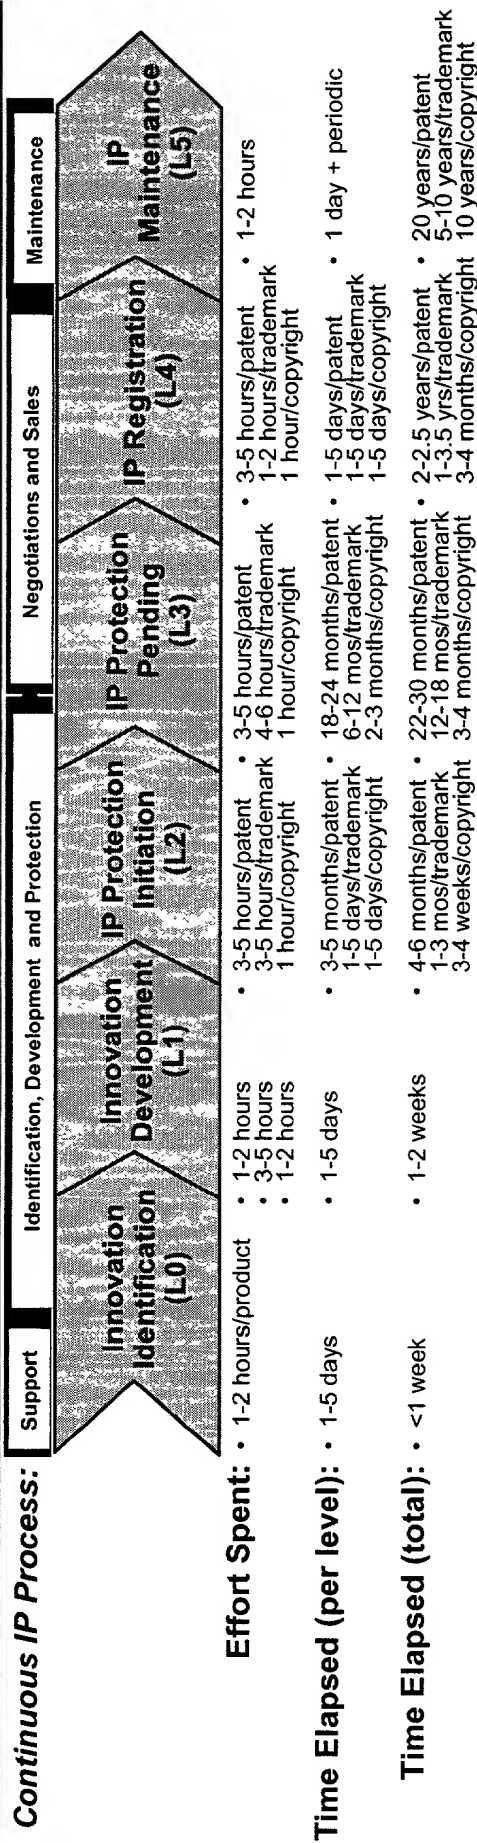 Continuous IP Process:
Support
Identification, Development and Protection
Negotiations and Sales
Maintenance
Innovation
Identification
(L0)
Innovation
Development
(L1)
IP Protection
Initiation
(L2)
IP Protection
Pending
(L3)
IP Registration
(L4)
IP
Maintenance
(L5)
Effort Spent:
• 1-2 hours/product
• 1-2 hours
• 3-5 hours
• 1-2 hours
• 3-5 hours/patent
3-5 hours/trademark
1 hour/copyright
• 3-5 hours/patent
4-6 hours/trademark
1 hour/copyright
• 3-5 hours/patent
1-2 hours/trademark
1 hour/copyright
• 1-2 hours
Time Elapsed (per level):
• 1-5 days
• 1-5 days
• 3-5 months/patent
1-5 days/trademark
1-5 days/copyright
• 18-24 months/patent
6-12 mos/trademark
2-3 months/copyright
• 1-5 days/patent
1-5 days/trademark
1-5 days/copyright
• 1 day + periodic
Time Elapsed (total):
• <1 week
• 1-2 weeks
• 4-6 months/patent
1-3 mos/trademark
3-4 weeks/copyright
• 22-30 months/patent
12-18 mos/trademark
3-4 months/copyright
• 2-2.5 years/patent
1-3.5 yrs/trademark
3-4 months/copyright
• 20 years/patent
5-10 years/trademark
10 years/copyright